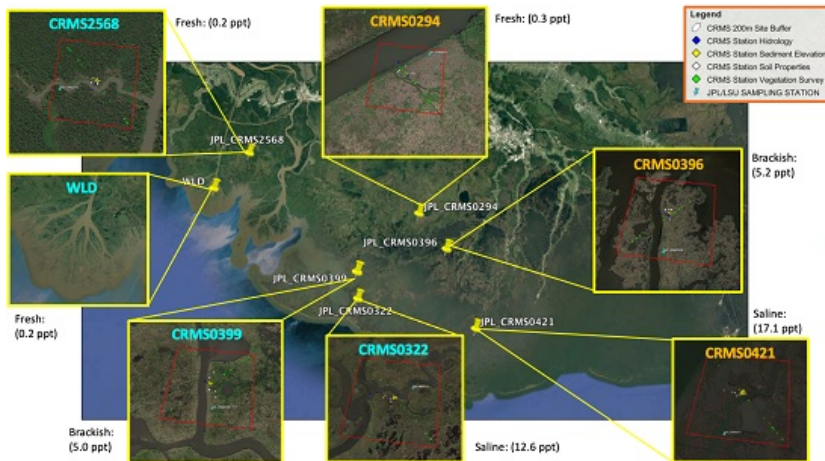 CRMS2568
Fresh: (0.2 ppt)
CRMS0294
Fresh: (0.3 ppt)
Legend
CRMS 200m Site Buffer
CRMS Station Hidrology
CRMS Station Sediment Elevation
CRMS Station Soil Properties
CRMS Station Vegetation Survey
JPL/LSU SAMPLING STATION
JPL_CRMS2568
Brackish:
(5.2 ppt)
CRMS0396
WLD
WLD
JPL_CRMS0294
JPL_CRMS0396
JPL_CRMS0399
JPL_CRMS0322
JPL_CRMS0421
Fresh:
(0.2 ppt)
Saline:
(17.1 ppt)
CRMS0399
CRMS0322
CRMS0421
Brackish:
(5.0 ppt)
Saline: (12.6 ppt)